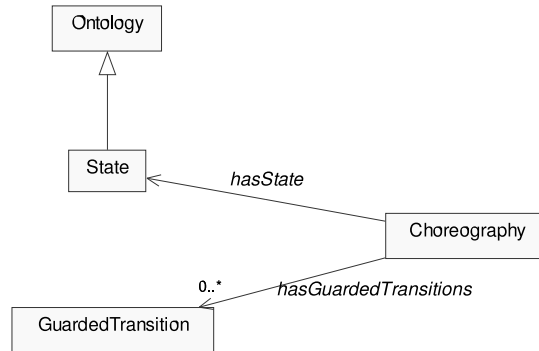 Ontology
State
hasState
Choreography
0..*
hasGuardedTransitions
GuardedTransition